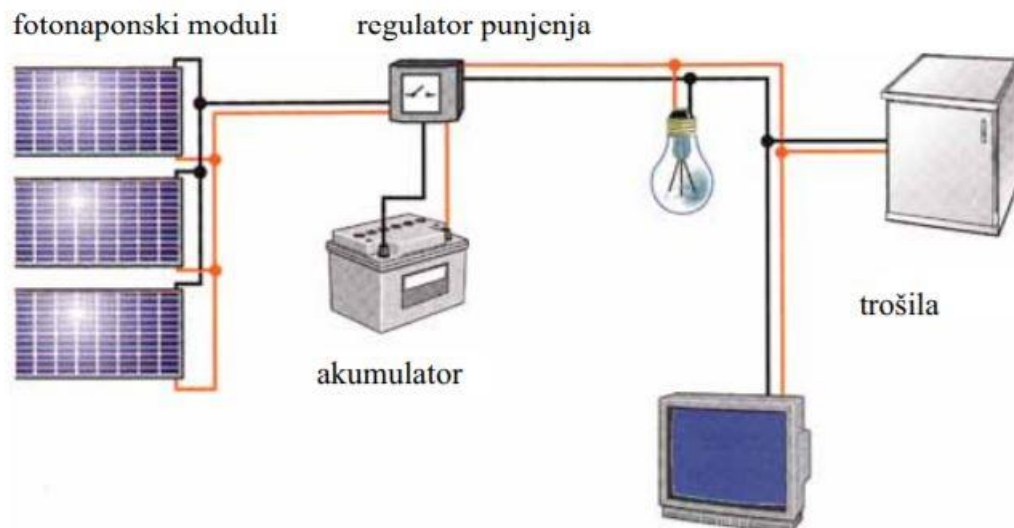 fotonaponski moduli
regulator punjenja
trošila
akumulator